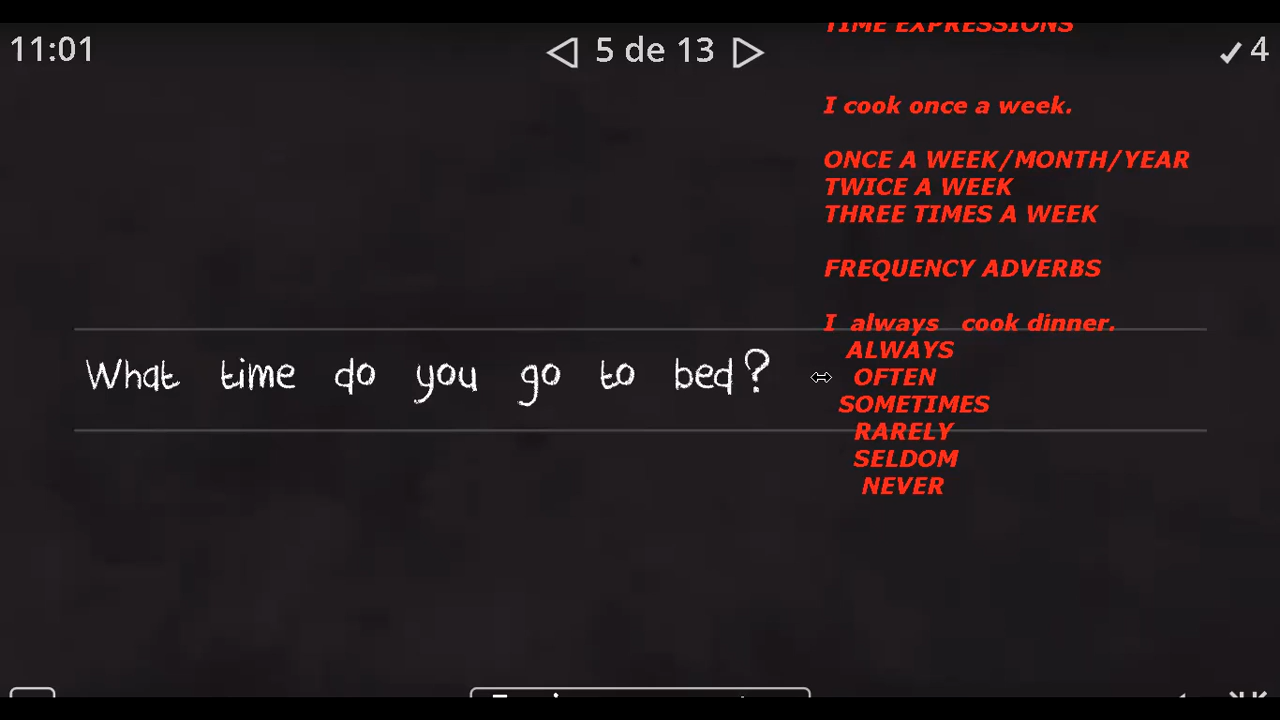 TIME EXPRESSIONS
11:01
5 de 13
4
I cook once a week.
ONCE A WEEK/MONTH/YEAR
TWICE A WEEK
THREE TIMES A WEEK
FREQUENCY ADVERBS
I always cook dinner.
ALWAYS
What time do you go to bed?
OFTEN
SOMETIMES
RARELY
SELDOM
NEVER